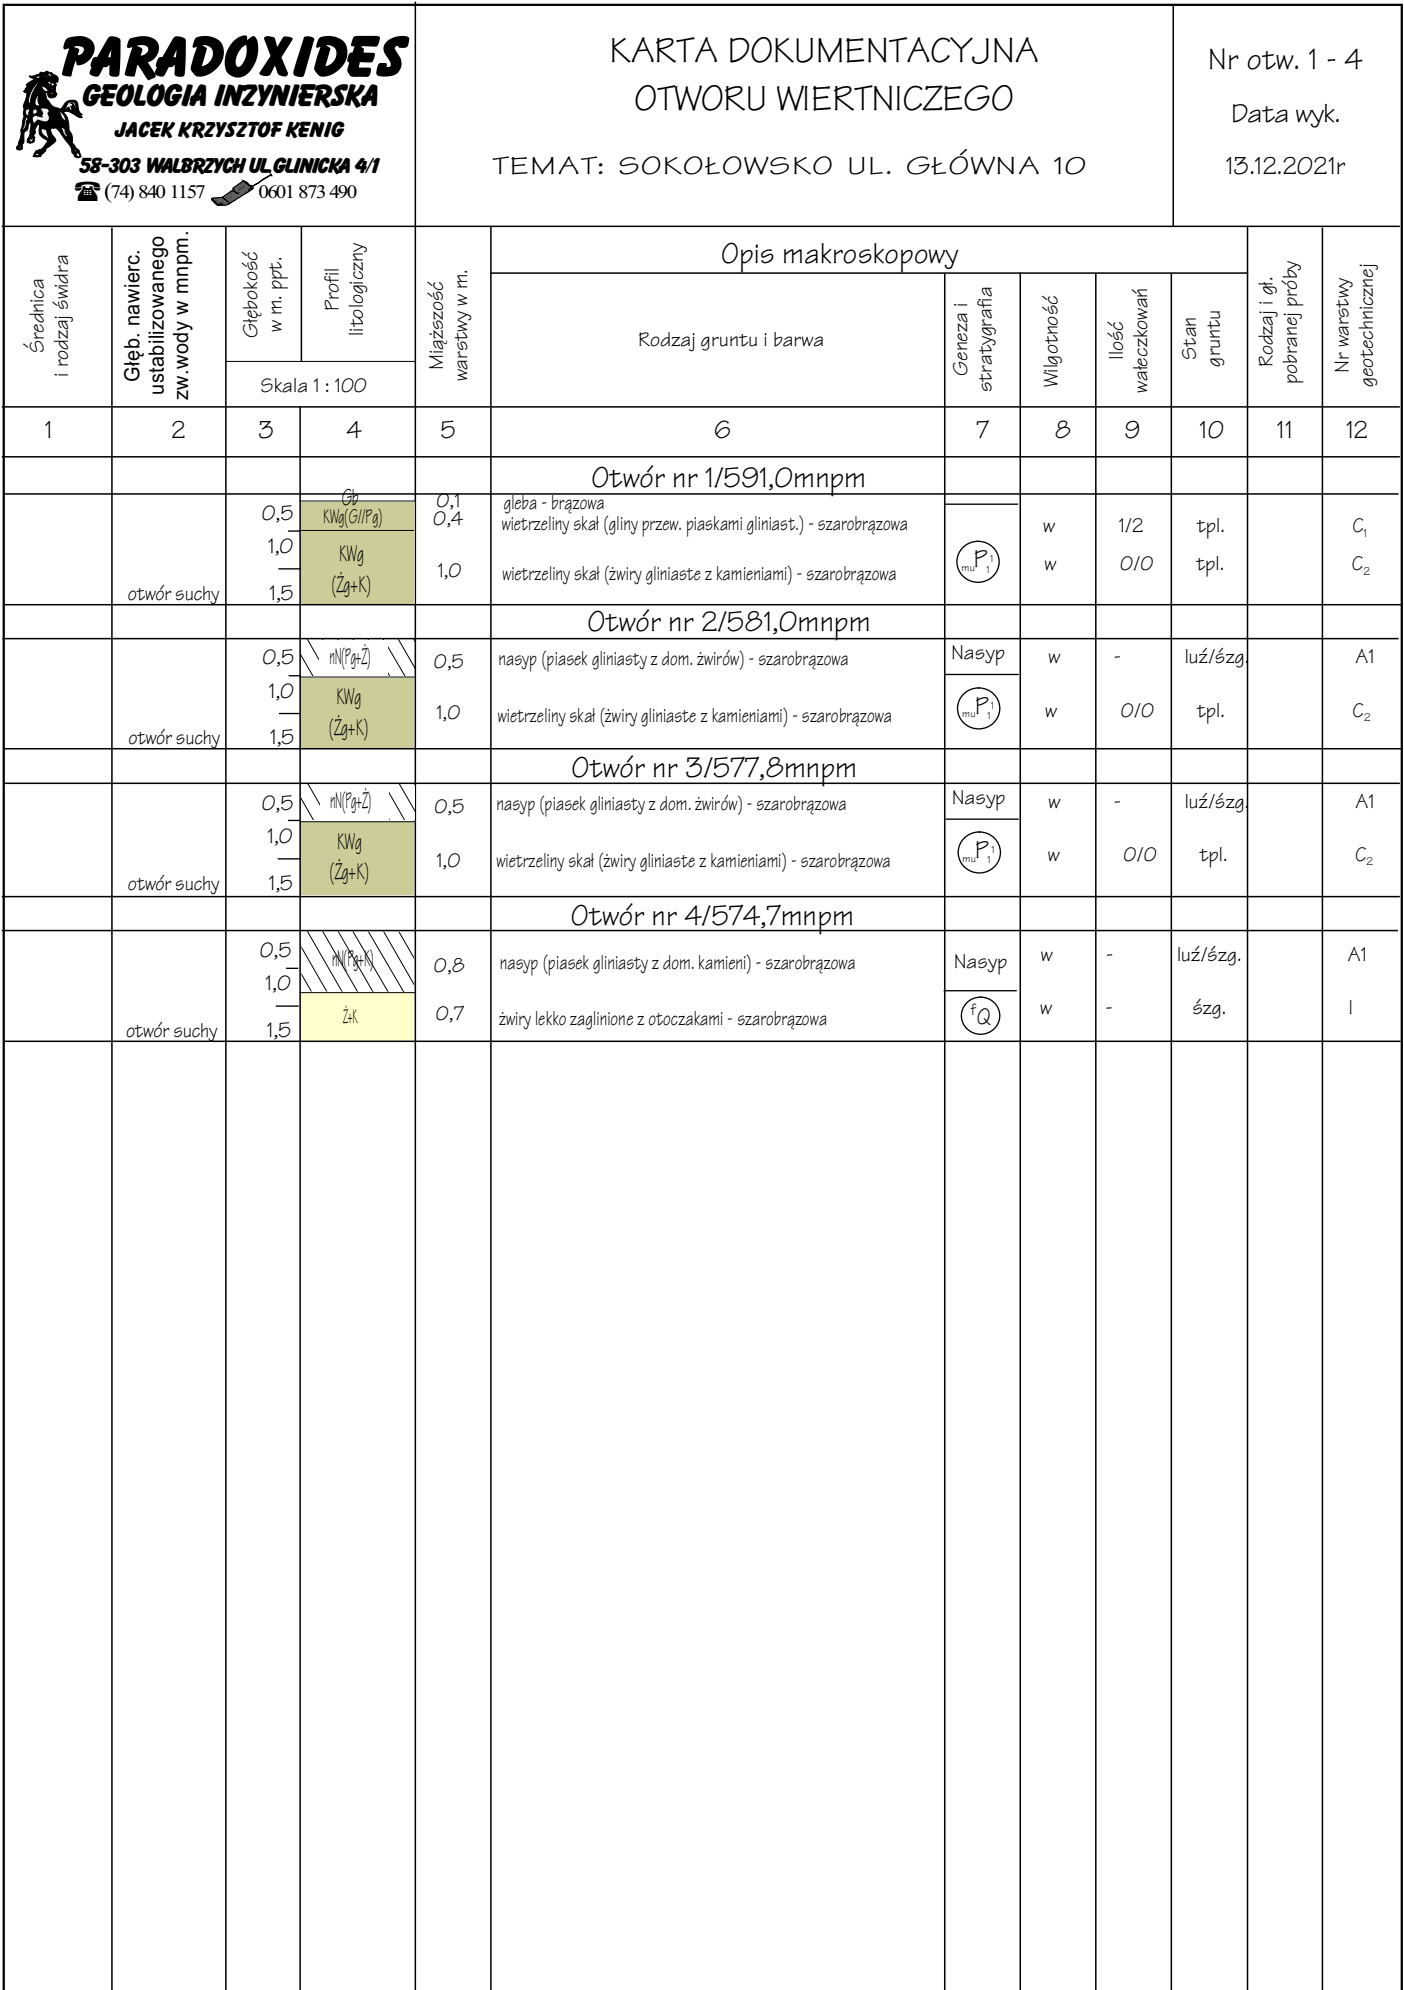 PARADOXIDES
GEOLOGIA INZYNIERSKA
JACEK KRZYSZTOF KENIG
58-303 WALBRZYCH UL GLINICKA 4/1
(74) 840 1157 0601 873 490
KARTA DOKUMENTACYJNA
OTWORU WIERTNICZEGO
TEMAT: SOKOŁOWSKO UL. GŁÓWNA 10
Nr otw. 1 - 4
Data wyk.
13.12.2021r
Średnica
i rodzaj świdra
Głęb. nawierc.
ustabilizowanego
zw.wody w mnpm.
Głębokość
w m. ppt.
Profil
litologiczny
Skala 1 : 100
Miąższość
warstwy w m.
Opis makroskopowy
Rodzaj gruntu i barwa
Geneza i
stratygrafia
Wilgotność
Ilość
wałeczkowań
Stan
gruntu
Rodzaj i gł.
pobranej próby
Nr warstwy
geotechnicznej
1 2 3 4 5 6 7 8 9 10 11 12
Otwór nr 1/591,0mnpm
Gb 0,1 gleba - brązowa
0,5 KWg(G//Pg) 0,4 wietrzeliny skał (gliny przew. piaskami gliniast.) - szarobrązowa w 1/2 tpl. C1
1,0 KWg
(Żg+K) 1,0 wietrzeliny skał (żwiry gliniaste z kamieniami) - szarobrązowa muP11 w 0/0 tpl. C2
otwór suchy 1,5
Otwór nr 2/581,0mnpm
0,5 nN(Pg+Ż) 0,5 nasyp (piasek gliniasty z dom. żwirów) - szarobrązowa Nasyp w - luź/śzg. A1
1,0 KWg
(Żg+K) 1,0 wietrzeliny skał (żwiry gliniaste z kamieniami) - szarobrązowa muP11 w 0/0 tpl. C2
otwór suchy 1,5
Otwór nr 3/577,8mnpm
0,5 nN(Pg+Ż) 0,5 nasyp (piasek gliniasty z dom. żwirów) - szarobrązowa Nasyp w - luź/śzg. A1
1,0 KWg
(Żg+K) 1,0 wietrzeliny skał (żwiry gliniaste z kamieniami) - szarobrązowa muP11 w 0/0 tpl. C2
otwór suchy 1,5
Otwór nr 4/574,7mnpm
0,5 nN(Pg+K) 0,8 nasyp (piasek gliniasty z dom. kamieni) - szarobrązowa Nasyp w - luź/śzg. A1
1,0
Ż+K 0,7 żwiry lekko zaglinione z otoczakami - szarobrązowa fQ w - śzg. I
otwór suchy 1,5